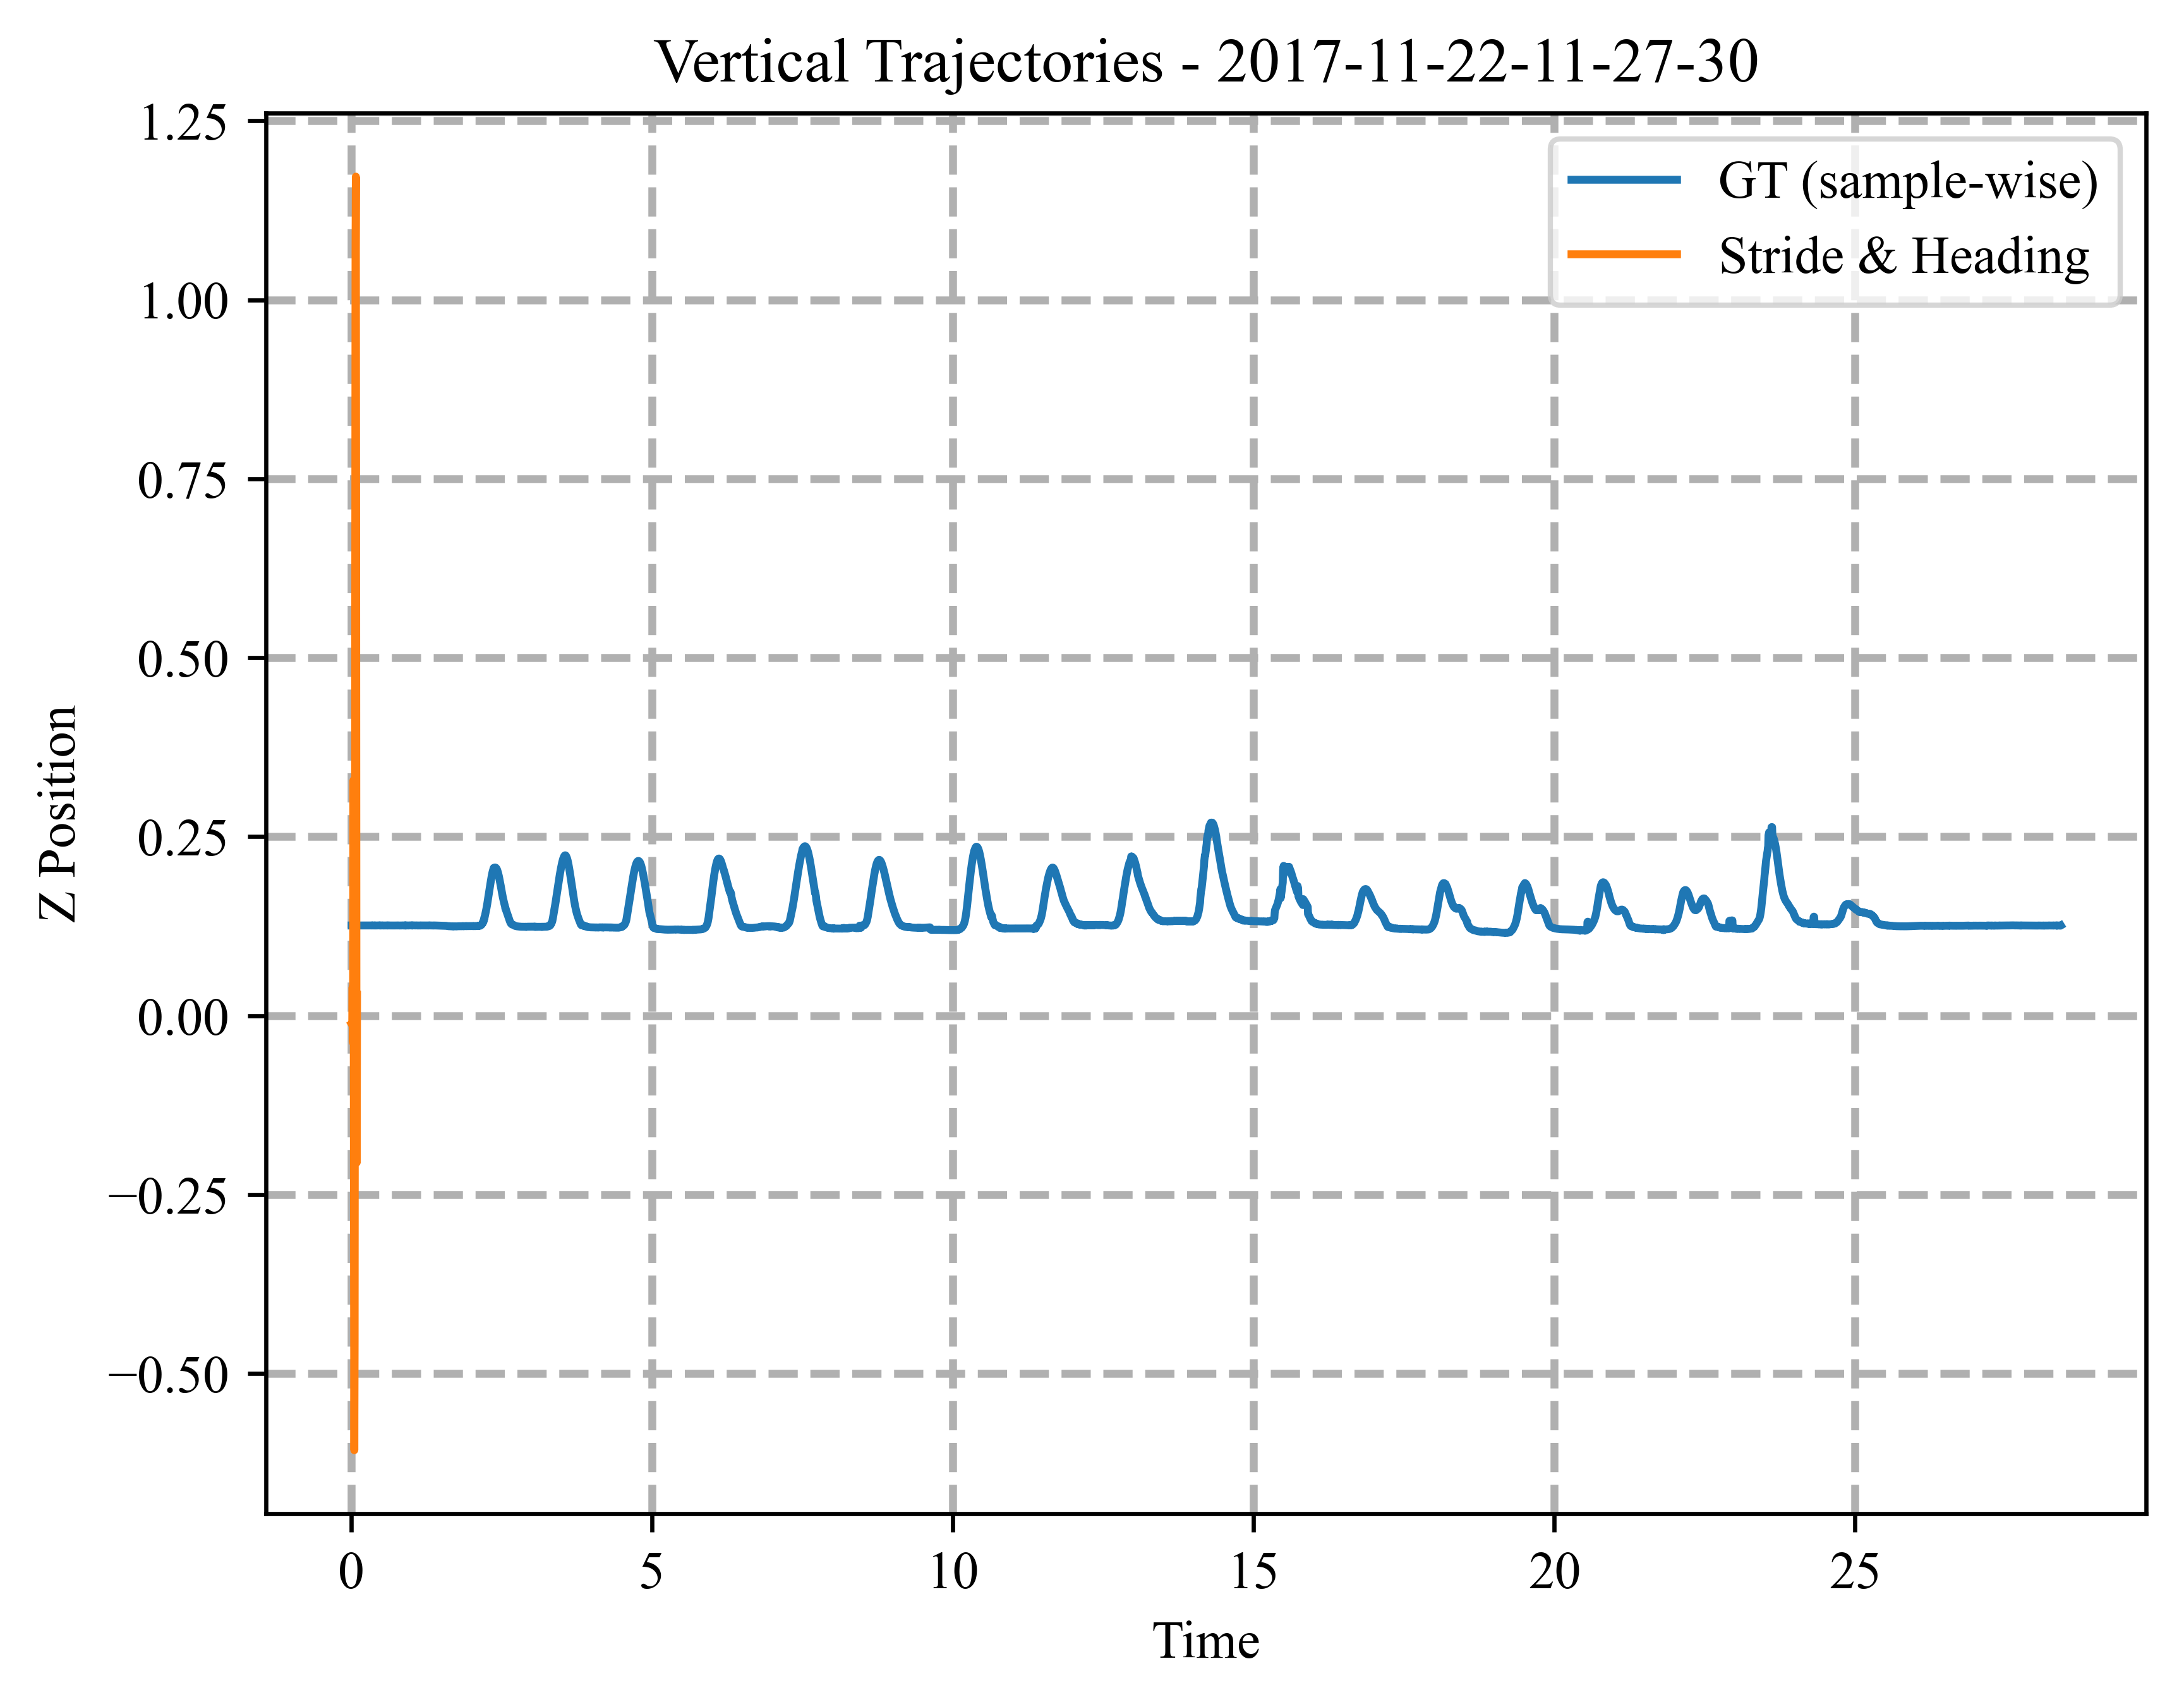 Vertical Trajectories - 2017-11-22-11-27-30
1.25
1.00
0.75
0.50
0.25
0.00
−0.25
−0.50
Z Position
GT (sample-wise)
Stride & Heading
0 5 10 15 20 25
Time